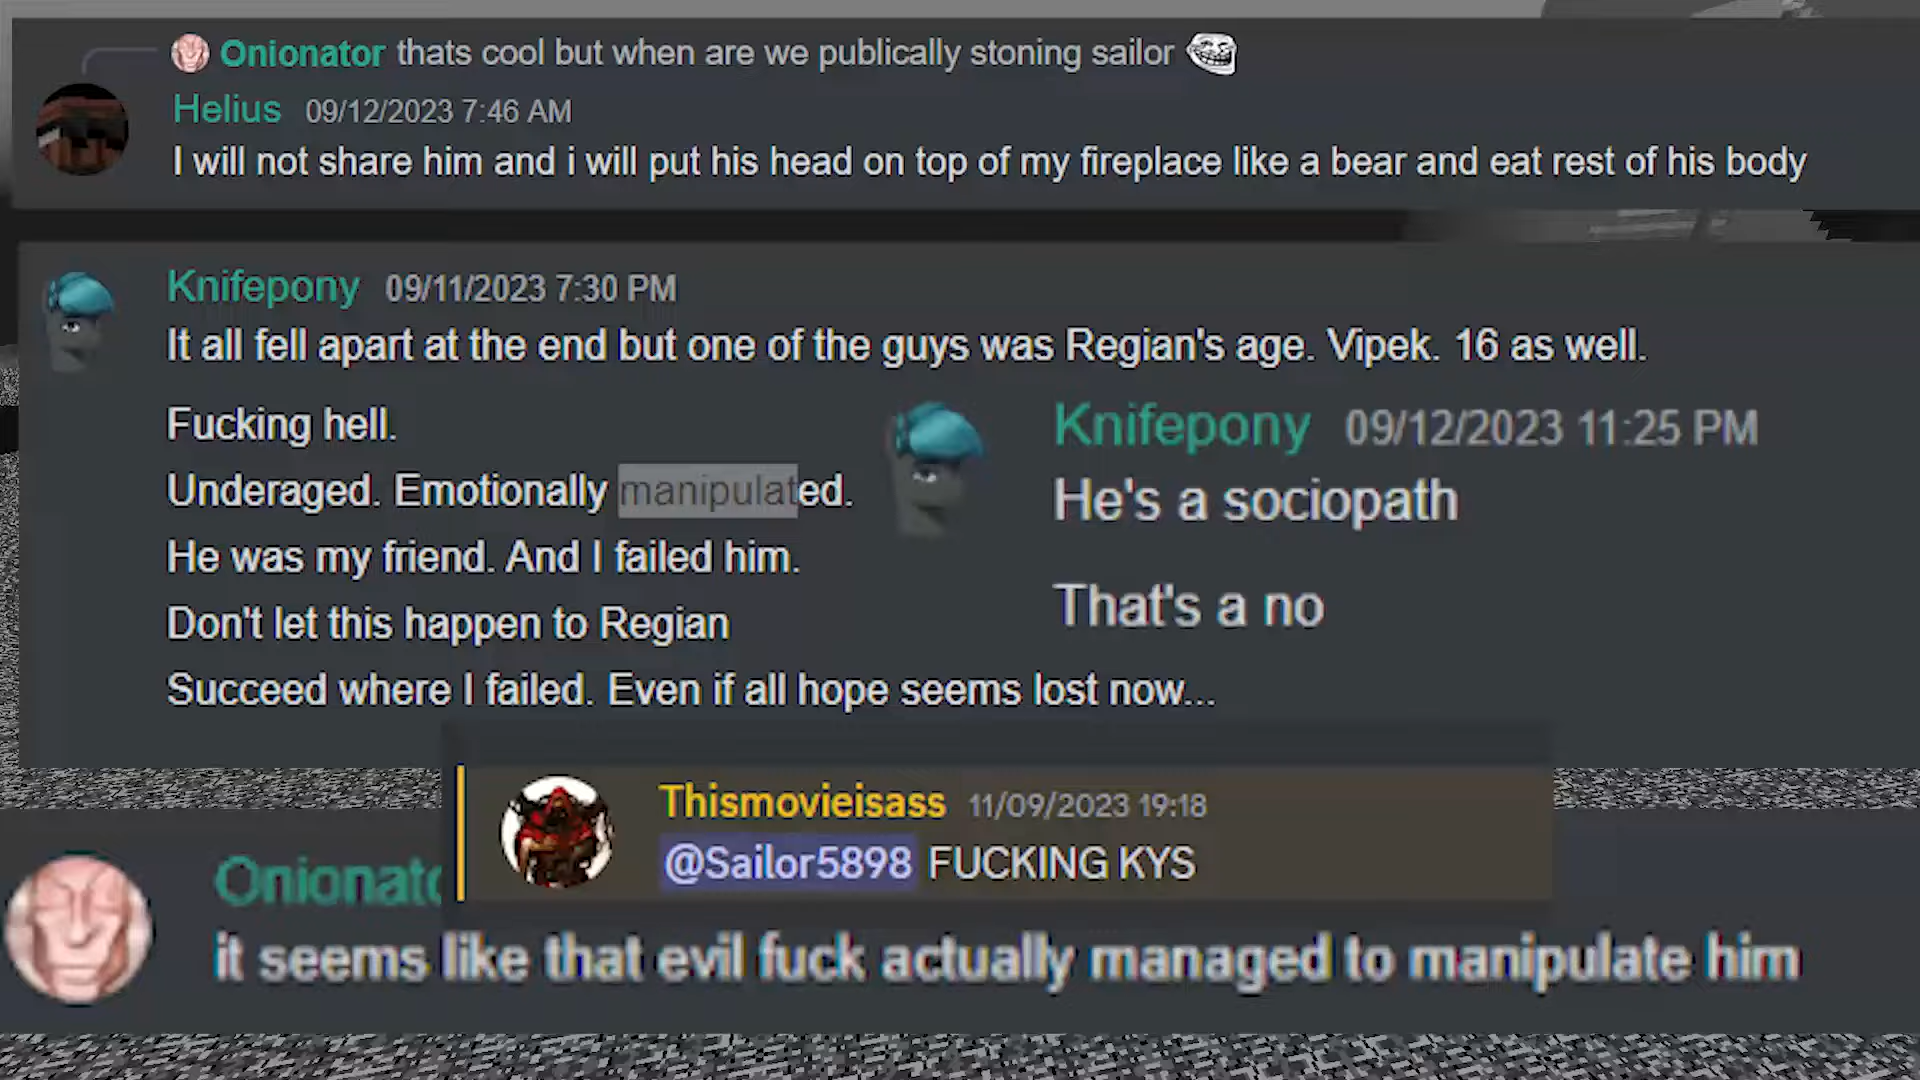 Onionator thats cool but when are we publically stoning sailor
Helius 09/12/2023 7:46 AM
I will not share him and i will put his head on top of my fireplace like a bear and eat rest of his body
Knifepony 09/11/2023 7:30 PM
It all fell apart at the end but one of the guys was Regian's age. Vipek. 16 as well.
Fucking hell.
Underaged. Emotionally manipulated.
He was my friend. And I failed him.
Don't let this happen to Regian
Succeed where I failed. Even if all hope seems lost now...
Knifepony 09/12/2023 11:25 PM
He's a sociopath
That's a no
Thismovieisass 11/09/2023 19:18
@Sailor5898 FUCKING KYS
Onionato
it seems like that evil fuck actually managed to manipulate him